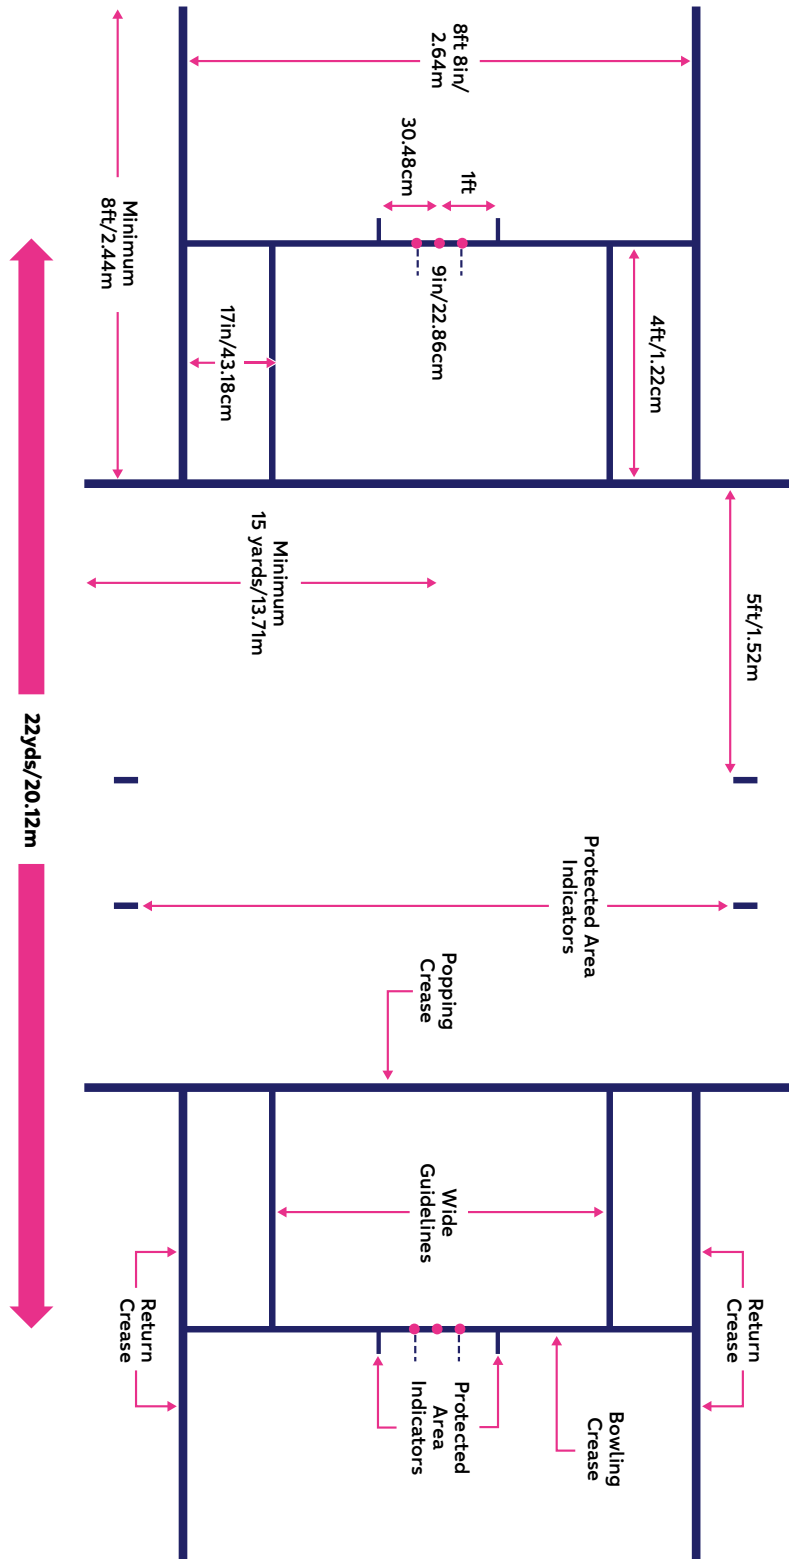 8ft 8in/
2.64m
30.48cm
1ft
Minimum
8ft/2.44m
9in/22.86cm
17in/43.18cm
4ft/1.22cm
Minimum
15 yards/13.71m
5ft/1.52m
22yds/20.12m
Protected Area
Indicators
Popping
Crease
Wide
Guidelines
Return
Crease
Return
Crease
Protected
Area
Indicators
Bowling
Crease